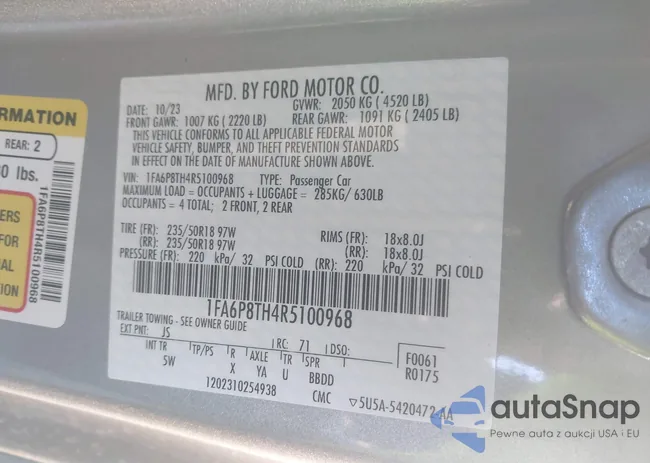 MFD. BY FORD MOTOR CO.
DATE: 10/23 GVWR: 2050 KG ( 4520 LB)
FRONT GAWR: 1007 KG ( 2220 LB) REAR GAWR: 1091 KG ( 2405 LB)
THIS VEHICLE CONFORMS TO ALL APPLICABLE FEDERAL MOTOR
VEHICLE SAFETY, BUMPER, AND THEFT PREVENTION STANDARDS
IN EFFECT ON THE DATE OF MANUFACTURE SHOWN ABOVE.
VIN: 1FA6P8TH4R5100968 TYPE: Passenger Car
MAXIMUM LOAD = OCCUPANTS + LUGGAGE = 285KG/ 630LB
OCCUPANTS = 4 TOTAL; 2 FRONT, 2 REAR
TIRE (FR): 235/50R18 97W RIMS (FR): 18x8.0J
(RR): 235/50R18 97W (RR): 18x8.0J
PRESSURE (FR): 220 kPa/ 32 PSI COLD (RR): 220 kPa/ 32 PSI COLD
1FA6P8TH4R5100968
TRAILER TOWING - SEE OWNER GUIDE
EXT PNT: JS RC: 71 DSO: F0061
INT TR TP/PS R AXLE TR SPR R0175
5W X YA U BBDD
1202310254938 CMC ▽5U5A-5420472-AA
RMATION
REAR: 2
0 lbs.
1FA6P8TH4R5100968
ERS
FOR
AL
TION
autaSnap
Pewne auta z aukcji USA i EU